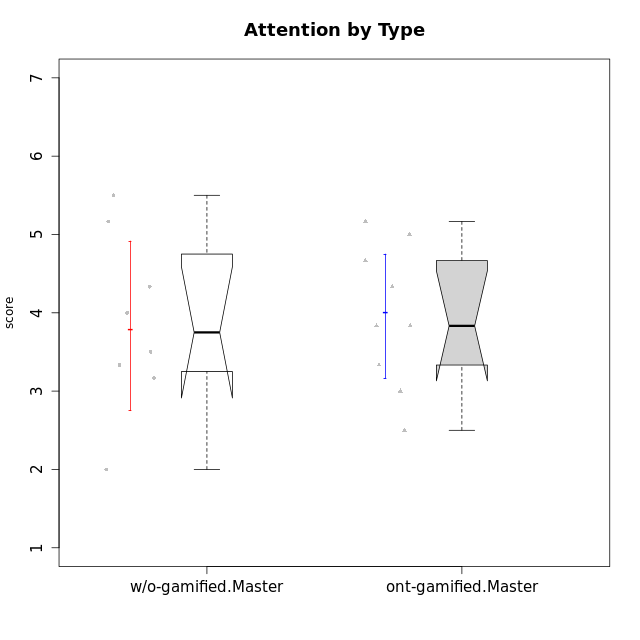 Attention by Type
score
7
6
5
4
3
2
1
w/o-gamified.Master
ont-gamified.Master